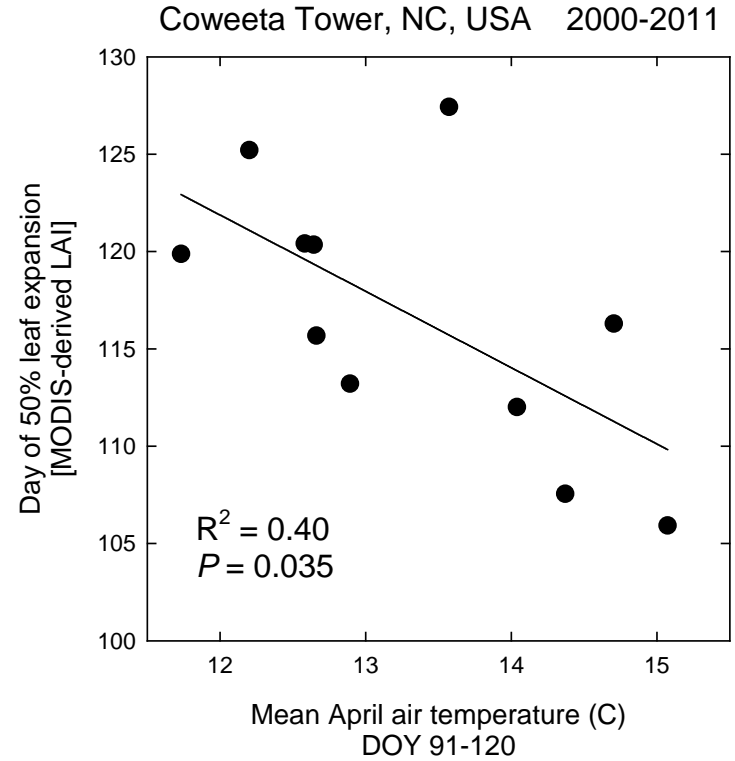 Coweeta Tower, NC, USA 2000-2011
130
125
120
115
110
105
100
Day of 50% leaf expansion
[MODIS-derived LAI]
R² = 0.40
P = 0.035
12 13 14 15
Mean April air temperature (C)
DOY 91-120